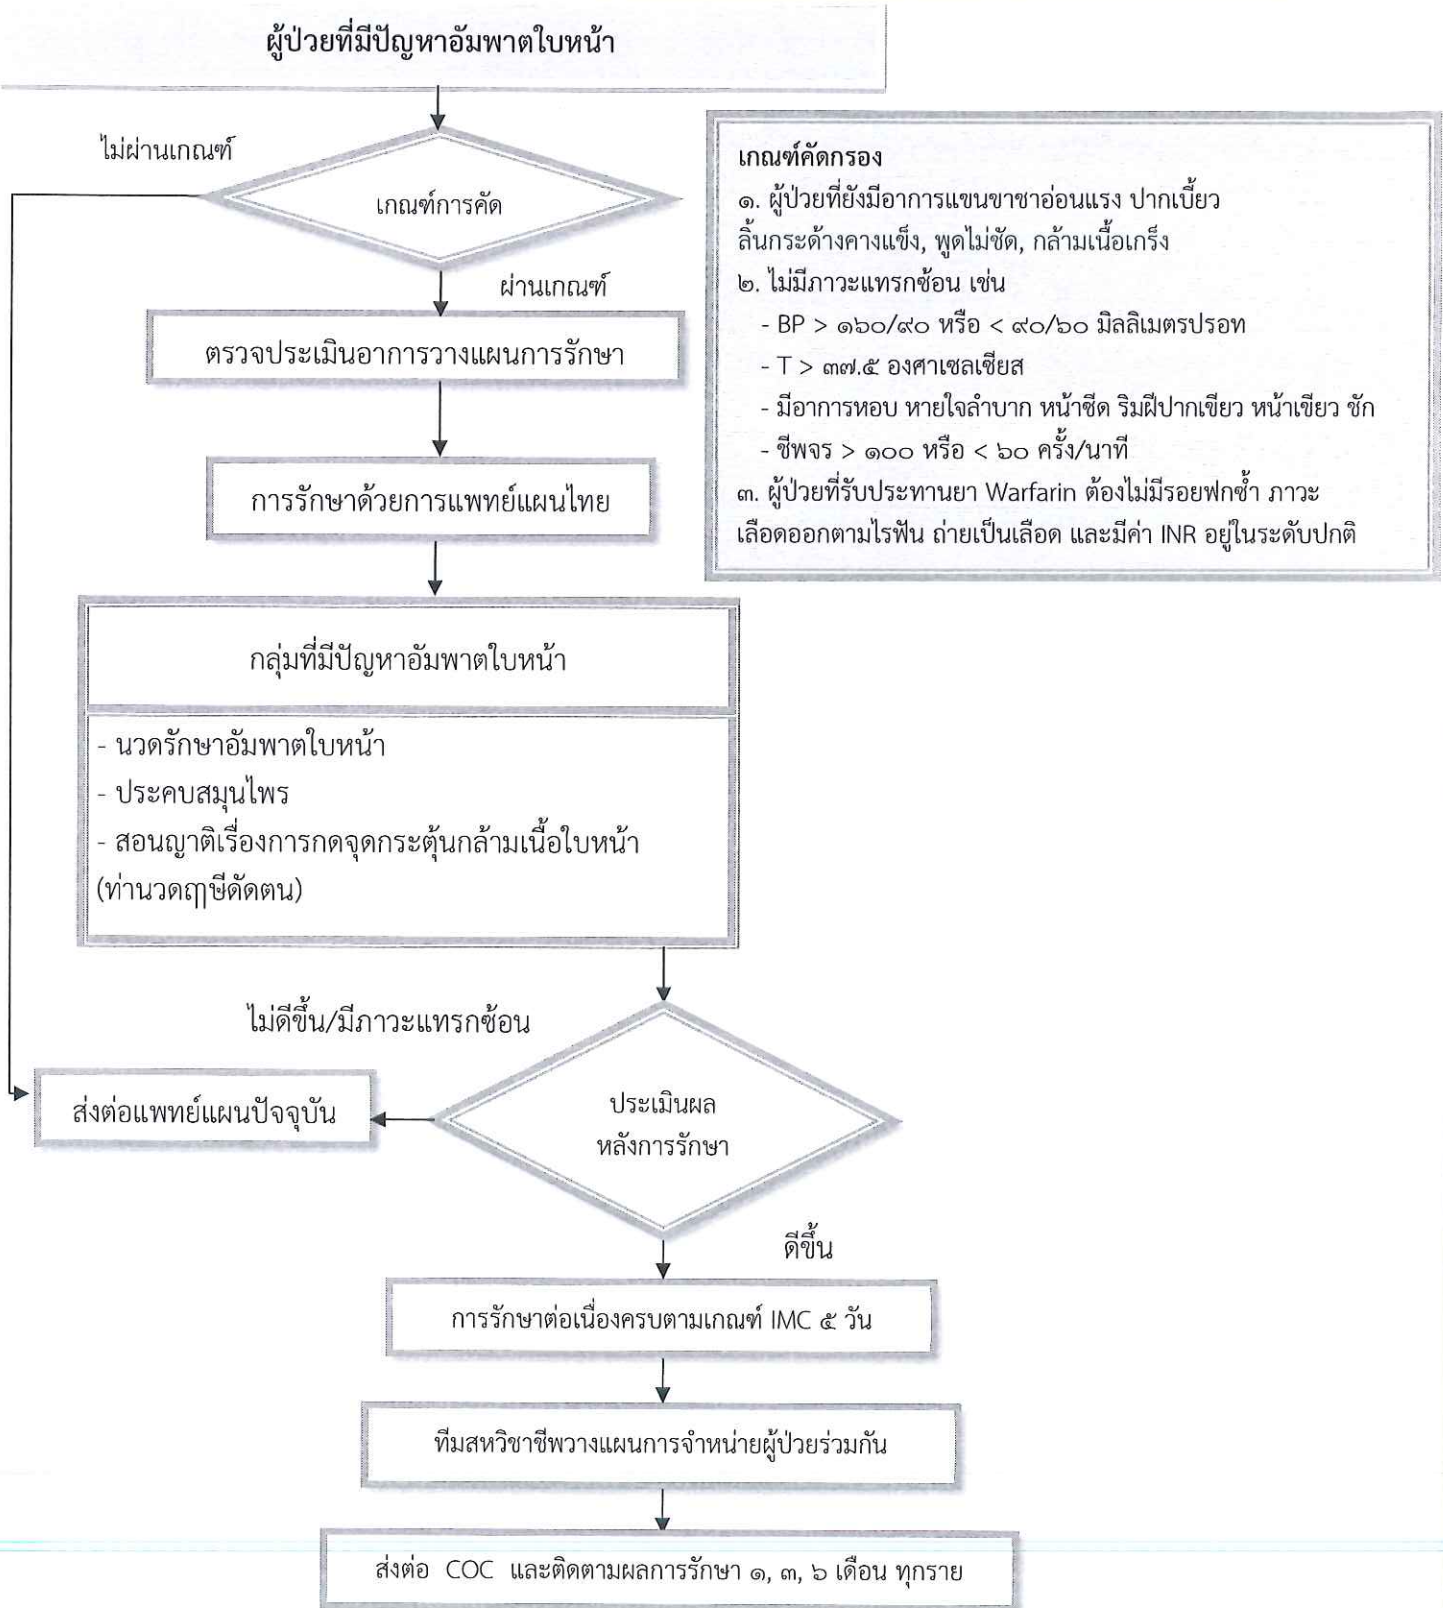 ผู้ป่วยที่มีปัญหาอัมพาตใบหน้า
ไม่ผ่านเกณฑ์
เกณฑ์การคัด
ผ่านเกณฑ์
เกณฑ์คัดกรอง
๑. ผู้ป่วยที่ยังมีอาการแขนขาชาอ่อนแรง ปากเบี้ยว
ลิ้นกระด้างคางแข็ง, พูดไม่ชัด, กล้ามเนื้อเกร็ง
๒. ไม่มีภาวะแทรกซ้อน เช่น
- BP > ๑๖๐/๙๐ หรือ < ๙๐/๖๐ มิลลิเมตรปรอท
- T > ๓๗.๕ องศาเซลเซียส
- มีอาการหอบ หายใจลำบาก หน้าซีด ริมฝีปากเขียว หน้าเขียว ชัก
- ชีพจร > ๑๐๐ หรือ < ๖๐ ครั้ง/นาที
๓. ผู้ป่วยที่รับประทานยา Warfarin ต้องไม่มีรอยฟกช้ำ ภาวะ
เลือดออกตามไรฟัน ถ่ายเป็นเลือด และมีค่า INR อยู่ในระดับปกติ
ตรวจประเมินอาการวางแผนการรักษา
การรักษาด้วยการแพทย์แผนไทย
กลุ่มที่มีปัญหาอัมพาตใบหน้า
- นวดรักษาอัมพาตใบหน้า
- ประคบสมุนไพร
- สอนญาติเรื่องการกดจุดกระตุ้นกล้ามเนื้อใบหน้า
(ท่านวดฤาษีดัดตน)
ไม่ดีขึ้น/มีภาวะแทรกซ้อน
ส่งต่อแพทย์แผนปัจจุบัน
ประเมินผล
หลังการรักษา
ดีขึ้น
การรักษาต่อเนื่องครบตามเกณฑ์ IMC ๕ วัน
ทีมสหวิชาชีพวางแผนการจำหน่ายผู้ป่วยร่วมกัน
ส่งต่อ COC และติดตามผลการรักษา ๑, ๓, ๖ เดือน ทุกราย